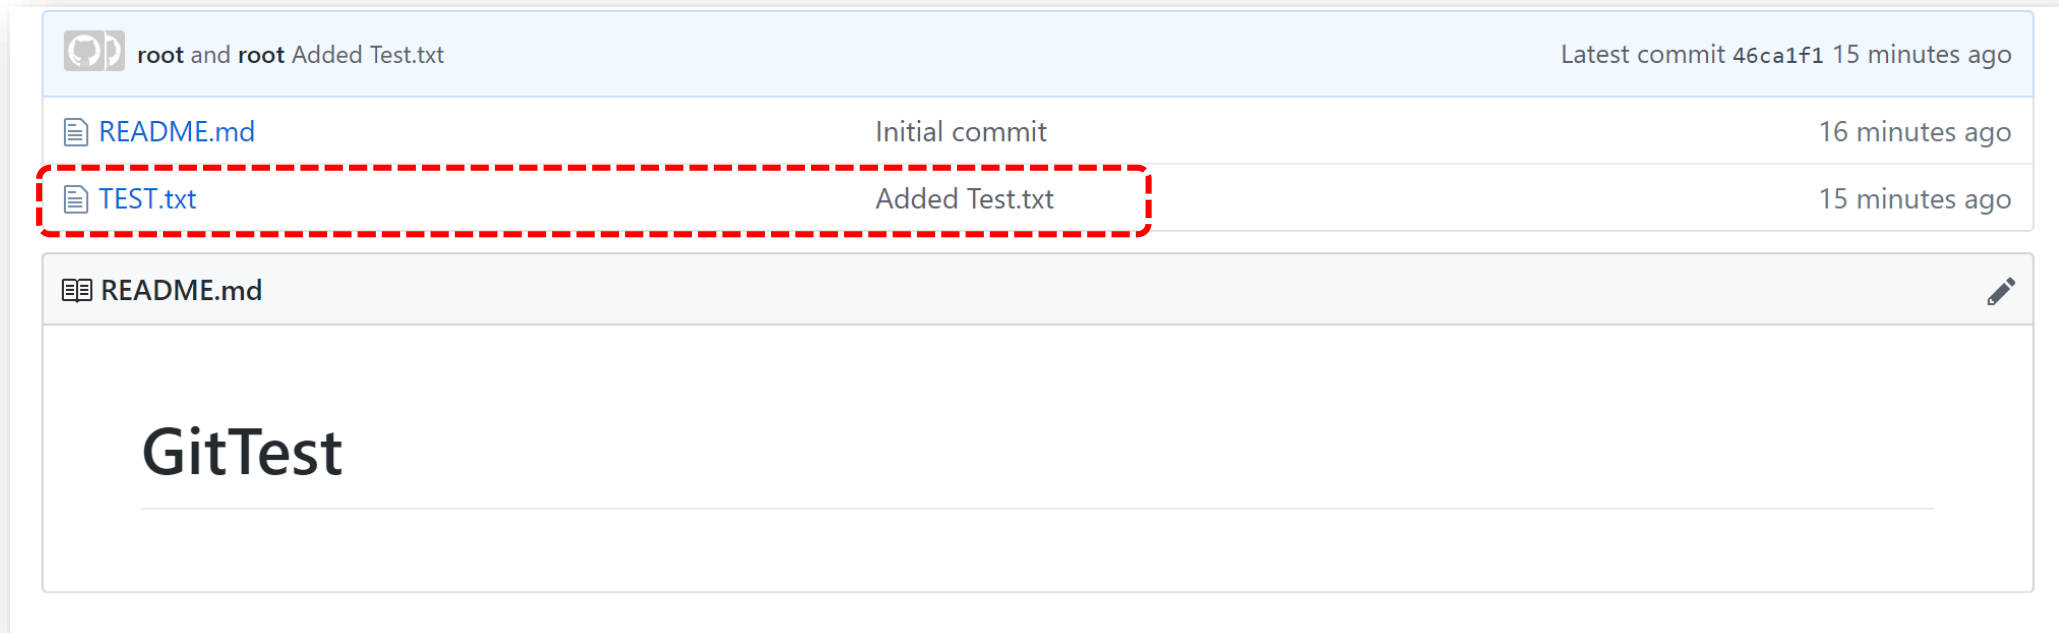 root and root Added Test.txt Latest commit 46ca1f1 15 minutes ago
README.md Initial commit 16 minutes ago
TEST.txt Added Test.txt 15 minutes ago
README.md
GitTest